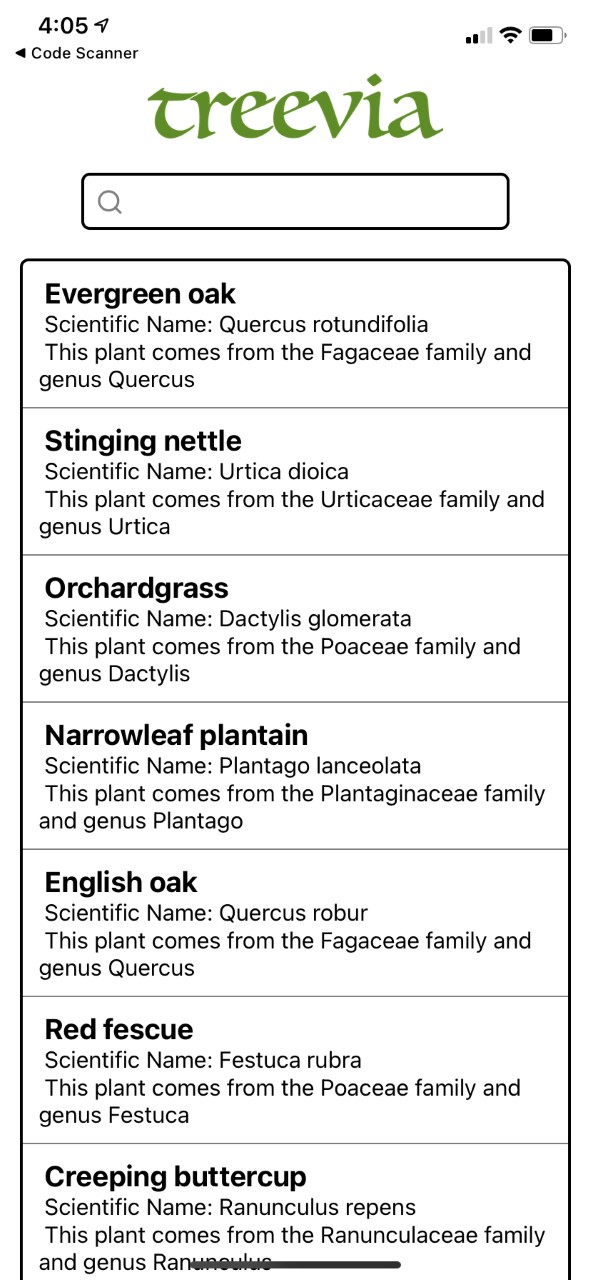 4:05
◀ Code Scanner
treevia
Evergreen oak
Scientific Name: Quercus rotundifolia
This plant comes from the Fagaceae family and
genus Quercus
Stinging nettle
Scientific Name: Urtica dioica
This plant comes from the Urticaceae family and
genus Urtica
Orchardgrass
Scientific Name: Dactylis glomerata
This plant comes from the Poaceae family and
genus Dactylis
Narrowleaf plantain
Scientific Name: Plantago lanceolata
This plant comes from the Plantaginaceae family
and genus Plantago
English oak
Scientific Name: Quercus robur
This plant comes from the Fagaceae family and
genus Quercus
Red fescue
Scientific Name: Festuca rubra
This plant comes from the Poaceae family and
genus Festuca
Creeping buttercup
Scientific Name: Ranunculus repens
This plant comes from the Ranunculaceae family
and genus Ranunculus